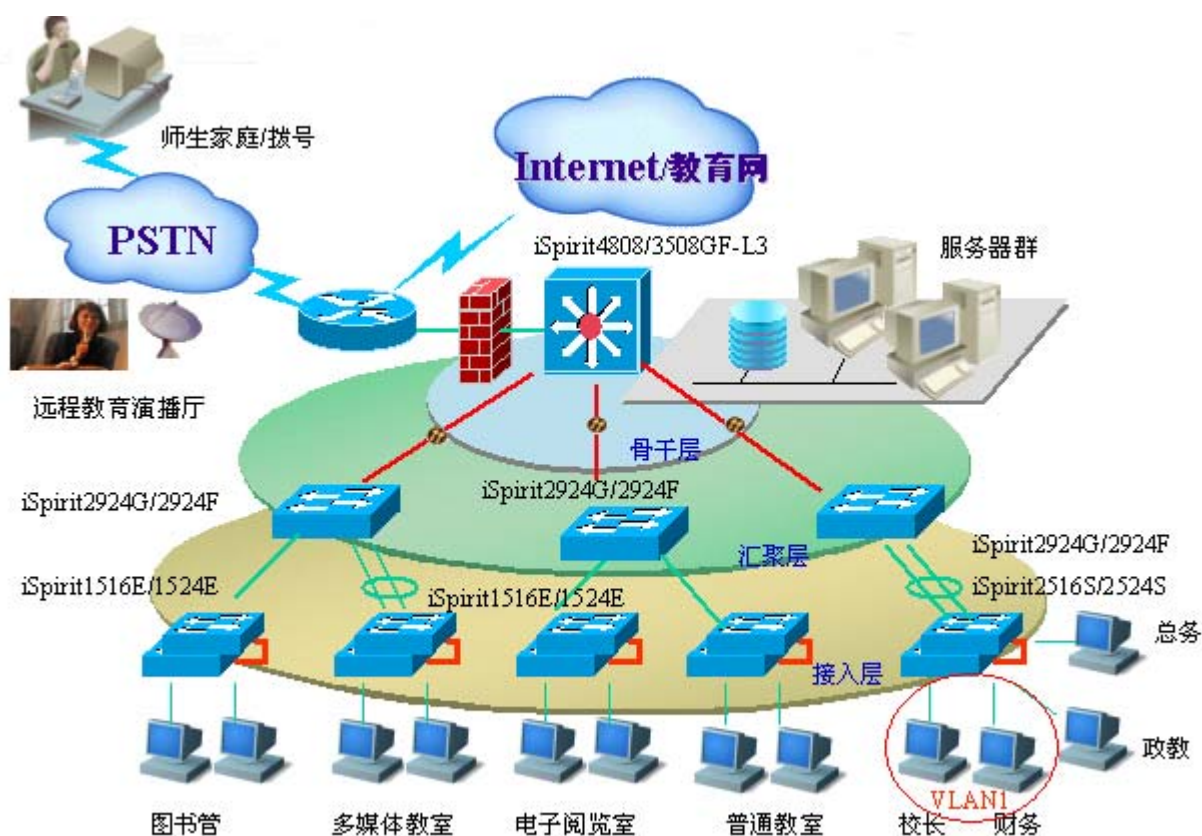 师生家庭/拨号
Internet/教育网
PSTN
iSpirit4808/3508GF-L3
服务器群
远程教育演播厅
骨干层
iSpirit2924G/2924F
iSpirit2924G/2924F
汇聚层
iSpirit2924G/2924F
iSpirit1516E/1524E
iSpirit1516E/1524E
iSpirit2516S/2524S
总务
接入层
政教
VLAN1
图书管
多媒体教室
电子阅览室
普通教室
校长
财务